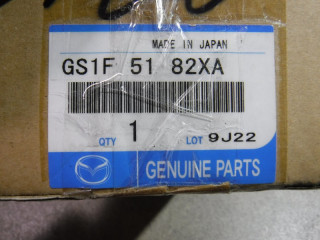 MADE IN JAPAN
GS1F 51 82XA
QTY 1 LOT 9J22
GENUINE PARTS